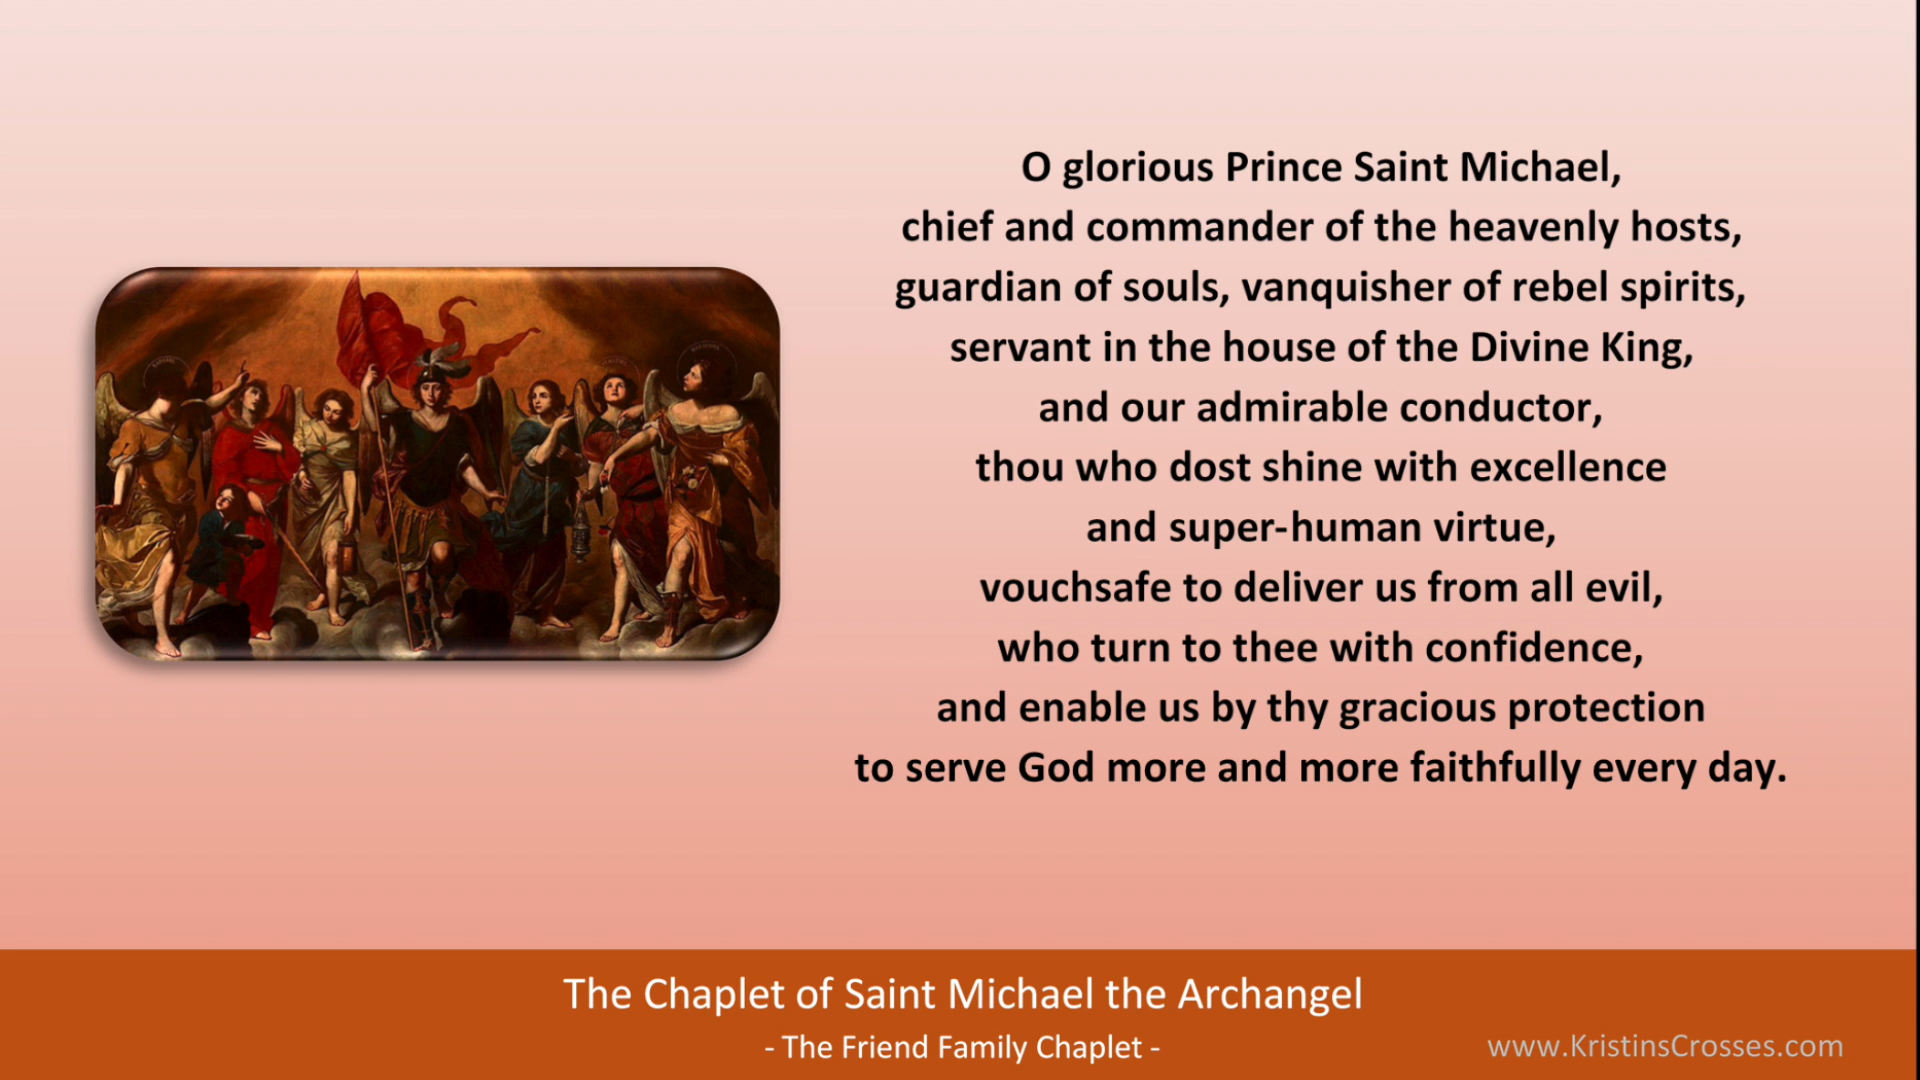 O glorious Prince Saint Michael,
chief and commander of the heavenly hosts,
guardian of souls, vanquisher of rebel spirits,
servant in the house of the Divine King,
and our admirable conductor,
thou who dost shine with excellence
and super-human virtue,
vouchsafe to deliver us from all evil,
who turn to thee with confidence,
and enable us by thy gracious protection
to serve God more and more faithfully every day.
The Chaplet of Saint Michael the Archangel
- The Friend Family Chaplet -
www.KristinsCrosses.com